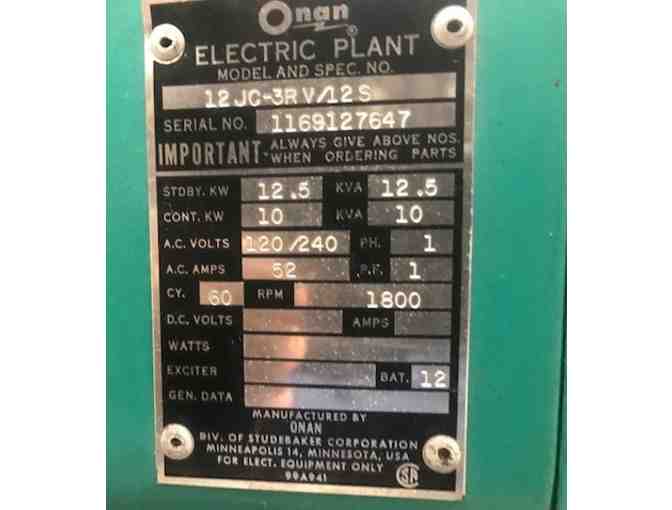 Onan
®
ELECTRIC PLANT
MODEL AND SPEC. NO.
12JC-3RV/12S
SERIAL NO. 1169127647
IMPORTANT ALWAYS GIVE ABOVE NOS.
WHEN ORDERING PARTS
STDBY. KW 12.5 KVA 12.5
CONT. KW 10 KVA 10
A.C. VOLTS 120/240 PH. 1
A.C. AMPS 52 P.F. 1
CY. 60 RPM 1800
D.C. VOLTS AMPS
WATTS
EXCITER BAT. 12
GEN. DATA
MANUFACTURED BY
ONAN
DIV. OF STUDEBAKER CORPORATION
MINNEAPOLIS 14, MINNESOTA, USA
FOR ELECT. EQUIPMENT ONLY
99A941
SA